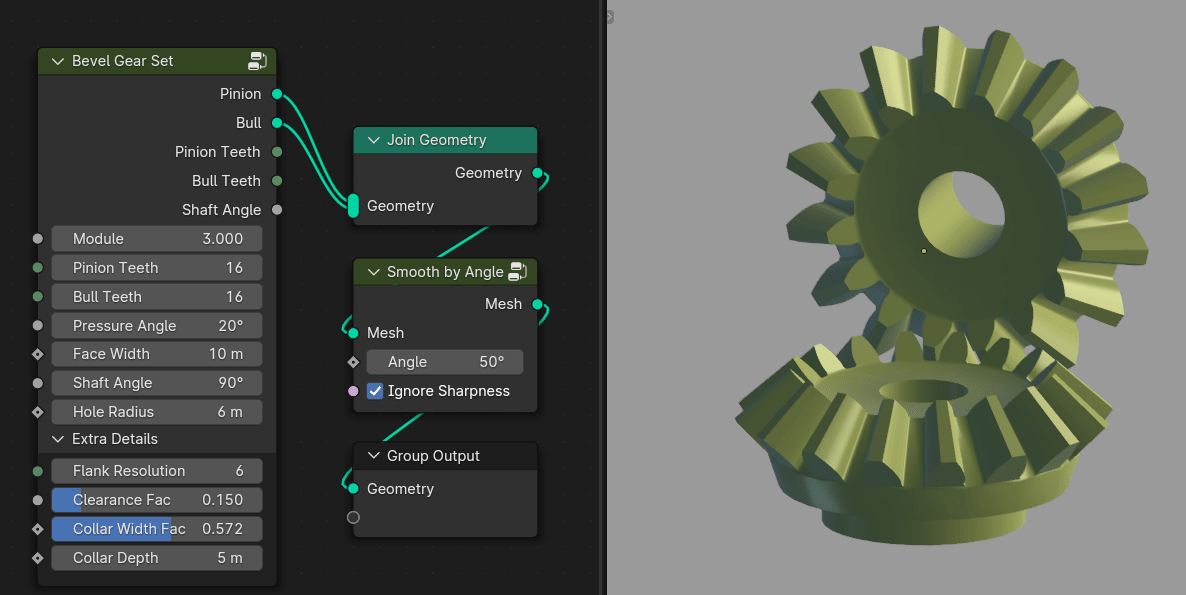 Bevel Gear Set
Pinion
Bull
Pinion Teeth
Bull Teeth
Shaft Angle
Module 3.000
Pinion Teeth 16
Bull Teeth 16
Pressure Angle 20°
Face Width 10 m
Shaft Angle 90°
Hole Radius 6 m
Extra Details
Flank Resolution 6
Clearance Fac 0.150
Collar Width Fac 0.572
Collar Depth 5 m
Join Geometry
Geometry
Geometry
Smooth by Angle
Mesh
Mesh
Angle 50°
Ignore Sharpness
Group Output
Geometry